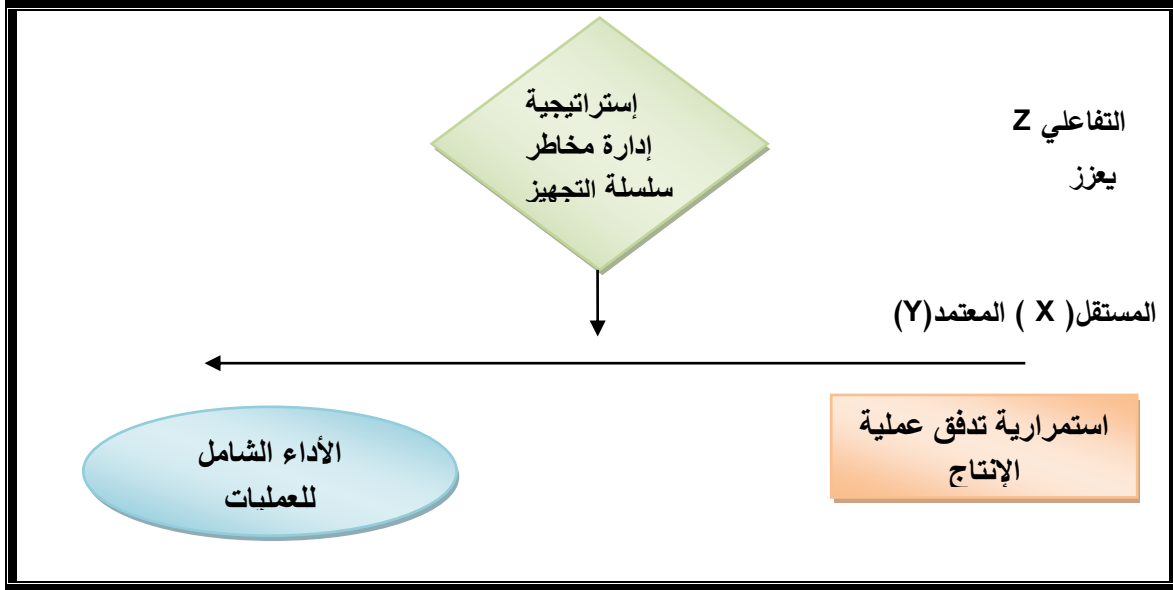 إستراتيجية
إدارة مخاطر
سلسلة التجهيز
التفاعلي Z
يعزز
المستقل( X ) المعتمد(Y)
استمرارية تدفق عملية
الإنتاج
الأداء الشامل
للعمليات